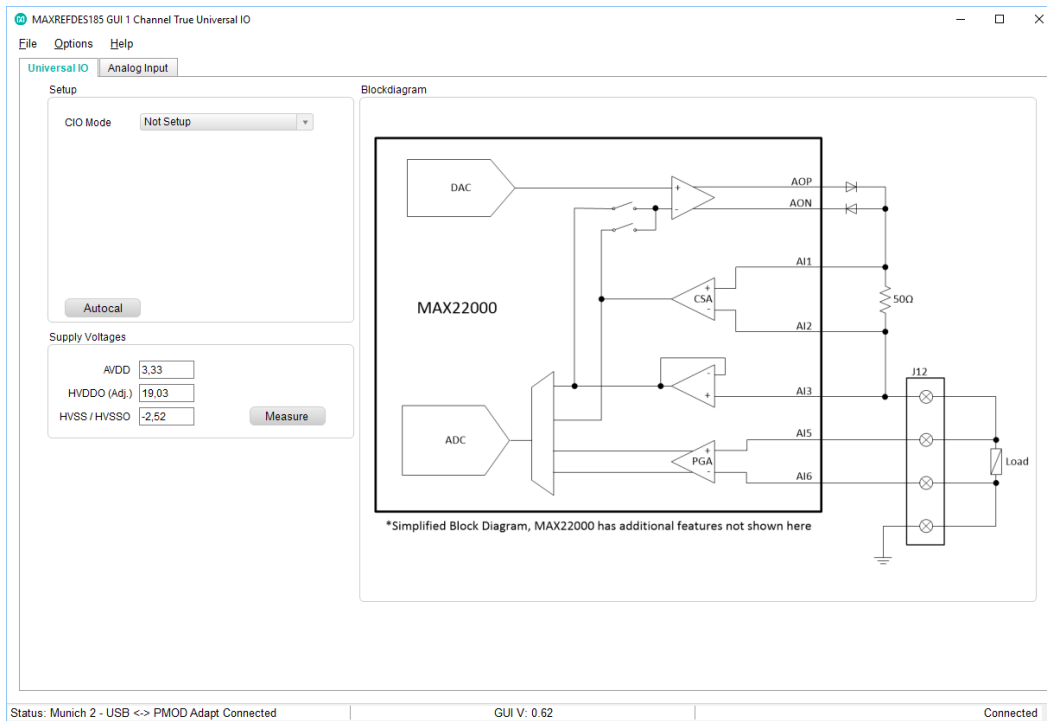 MAXREFDES185 GUI 1 Channel True Universal IO
File Options Help
Universal IO Analog Input
Setup
CIO Mode Not Setup
Autocal
Supply Voltages
AVDD 3,33
HVDDO (Adj.) 19,03
HVSS / HVSSO -2,52 Measure
Blockdiagram
DAC
+
-
AOP
AON
AI1
CSA
+
-
50Ω
MAX22000
AI2
J12
-
+
AI3
ADC
AI5
PGA
+
-
Load
AI6
*Simplified Block Diagram, MAX22000 has additional features not shown here
Status: Munich 2 - USB <-> PMOD Adapt Connected GUI V: 0.62 Connected